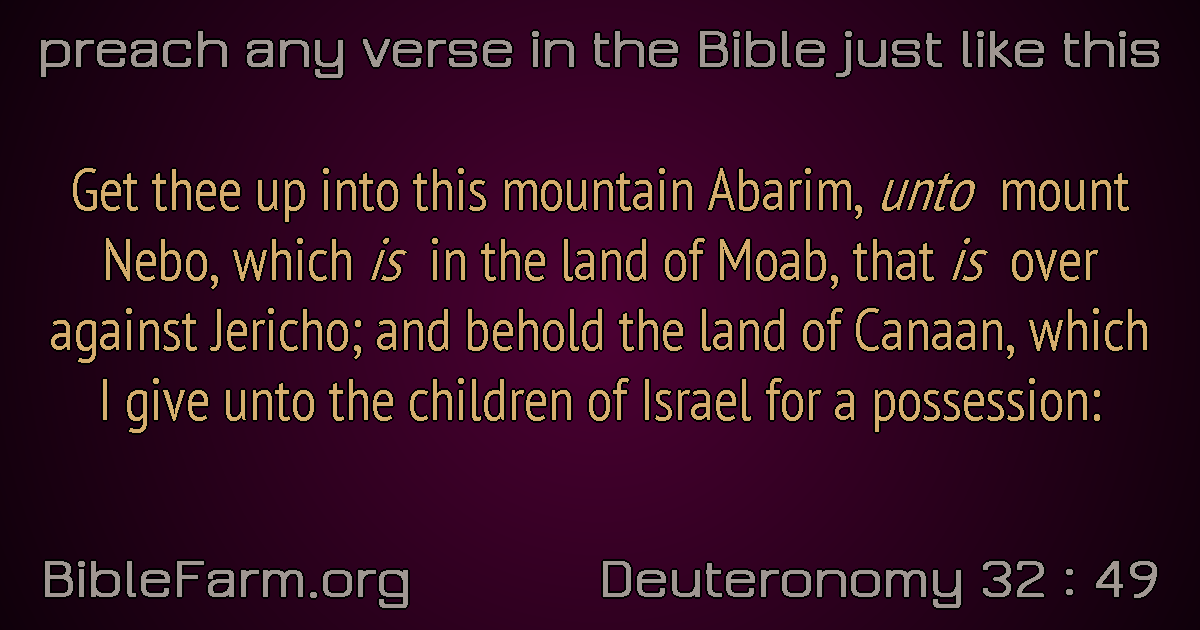 preach any verse in the Bible just like this
Get thee up into this mountain Abarim, unto mount
Nebo, which is in the land of Moab, that is over
against Jericho; and behold the land of Canaan, which
I give unto the children of Israel for a possession:
BibleFarm.org
Deuteronomy 32 : 49